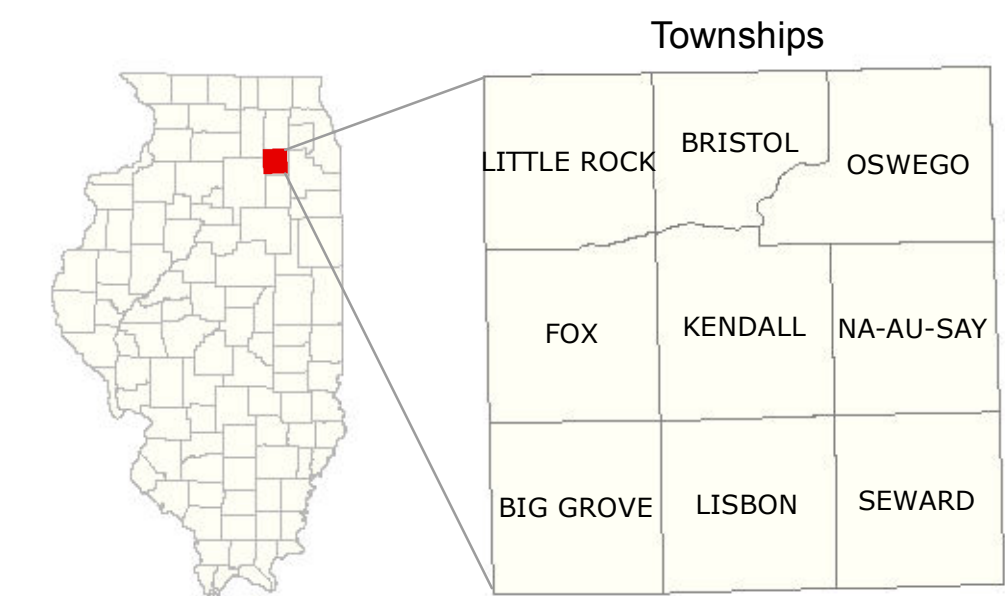 Townships
LITTLE ROCK
BRISTOL
OSWEGO
FOX
KENDALL
NA-AU-SAY
BIG GROVE
LISBON
SEWARD